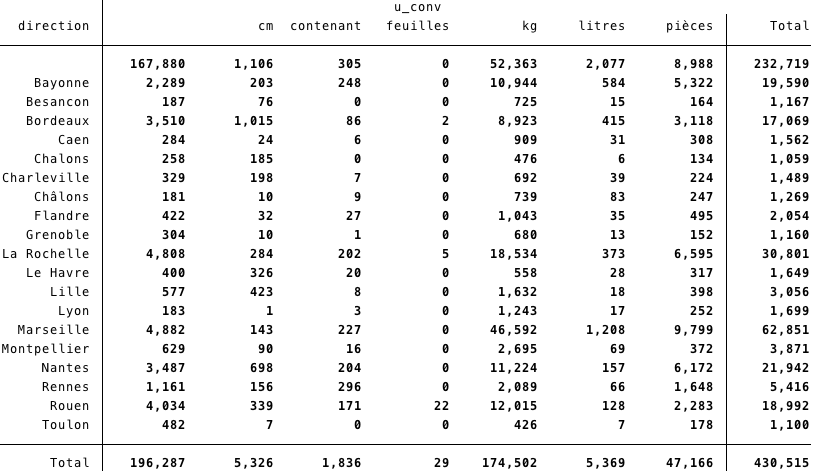 u_conv
direction cm contenant feuilles kg litres pièces Total
167,880 1,106 305 0 52,363 2,077 8,988 232,719
Bayonne 2,289 203 248 0 10,944 584 5,322 19,590
Besancon 187 76 0 0 725 15 164 1,167
Bordeaux 3,510 1,015 86 2 8,923 415 3,118 17,069
Caen 284 24 6 0 909 31 308 1,562
Chalons 258 185 0 0 476 6 134 1,059
Charleville 329 198 7 0 692 39 224 1,489
Châlons 181 10 9 0 739 83 247 1,269
Flandre 422 32 27 0 1,043 35 495 2,054
Grenoble 304 10 1 0 680 13 152 1,160
La Rochelle 4,808 284 202 5 18,534 373 6,595 30,801
Le Havre 400 326 20 0 558 28 317 1,649
Lille 577 423 8 0 1,632 18 398 3,056
Lyon 183 1 3 0 1,243 17 252 1,699
Marseille 4,882 143 227 0 46,592 1,208 9,799 62,851
Montpellier 629 90 16 0 2,695 69 372 3,871
Nantes 3,487 698 204 0 11,224 157 6,172 21,942
Rennes 1,161 156 296 0 2,089 66 1,648 5,416
Rouen 4,034 339 171 22 12,015 128 2,283 18,992
Toulon 482 7 0 0 426 7 178 1,100
Total 196,287 5,326 1,836 29 174,502 5,369 47,166 430,515